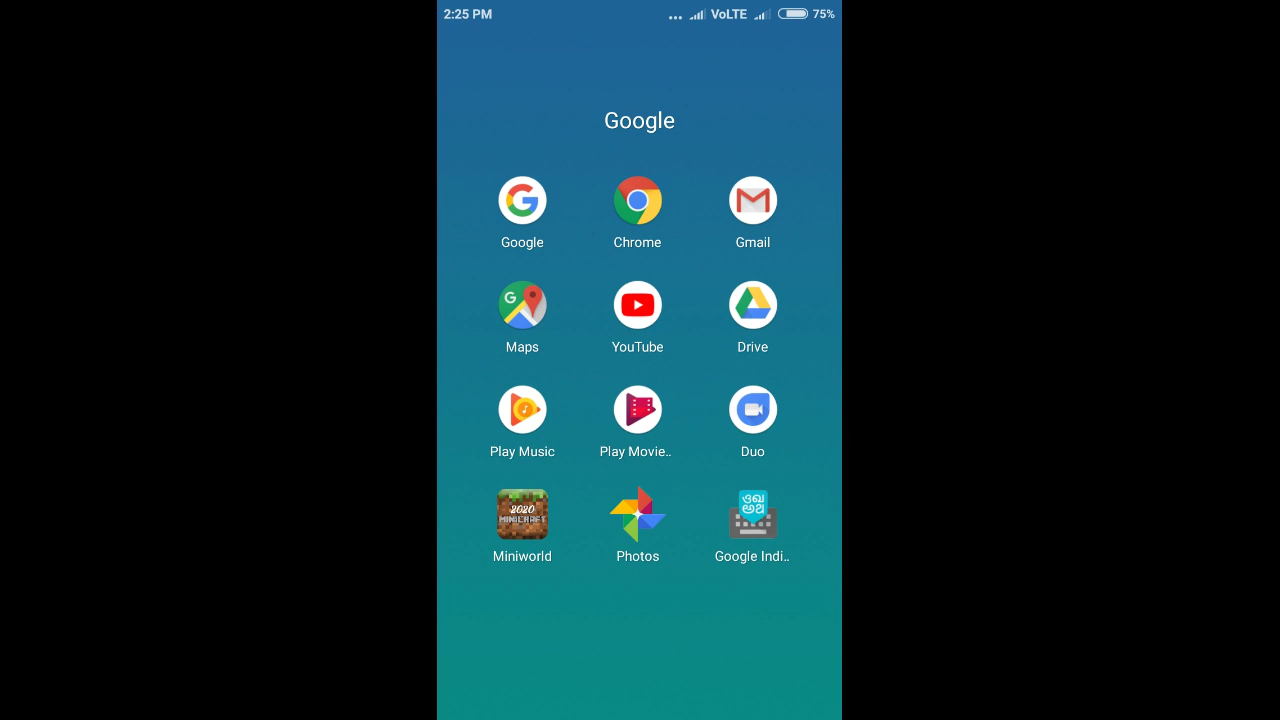 2:25 PM ... VoLTE 75%
Google
Google Chrome Gmail
Maps YouTube Drive
Play Music Play Movie.. Duo
2020
MINICRAFT
Miniworld Photos Google Indi..